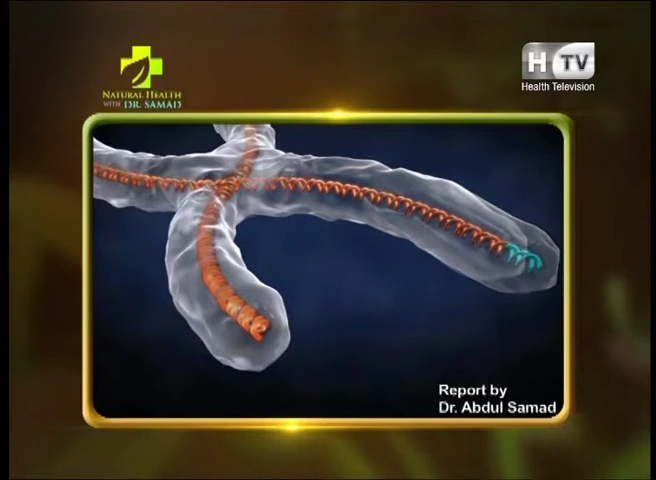 NATURAL HEALTH
WITH DR. SAMAD
H TV
Health Television
Report by
Dr. Abdul Samad